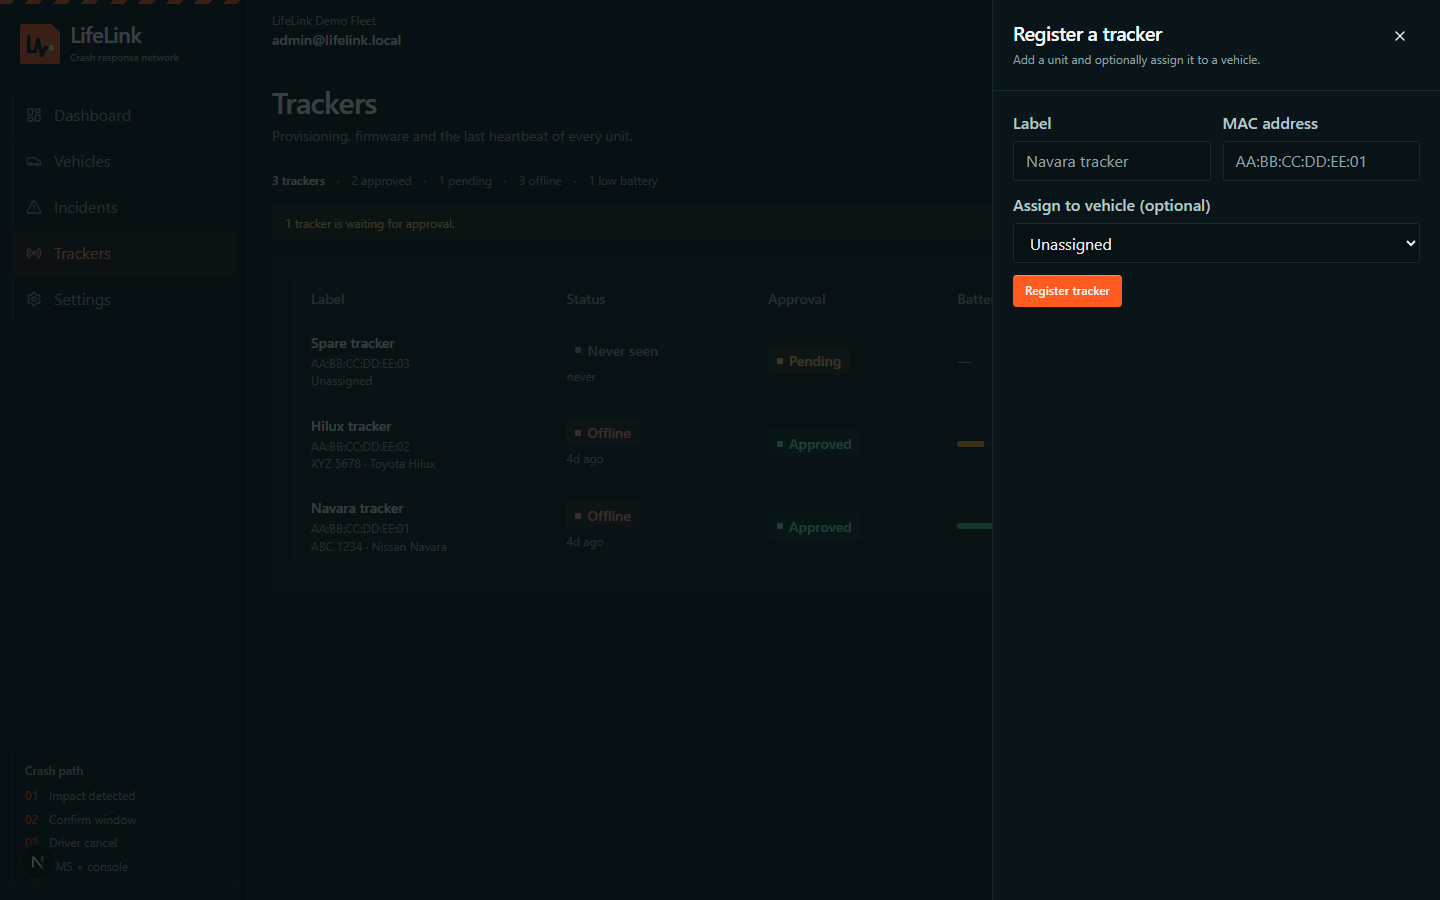 LifeLink
Crash response network
Dashboard
Vehicles
Incidents
Trackers
Settings
Crash path
01 Impact detected
02 Confirm window
03 Driver cancel
MS + console
LifeLink Demo Fleet
admin@lifelink.local
Trackers
Provisioning, firmware and the last heartbeat of every unit.
3 trackers · 2 approved · 1 pending · 3 offline · 1 low battery
1 tracker is waiting for approval.
Label Status Approval Batte
Spare tracker
AA:BB:CC:DD:EE:03
Unassigned
Never seen
never
Pending
—
Hilux tracker
AA:BB:CC:DD:EE:02
XYZ 5678 · Toyota Hilux
Offline
4d ago
Approved
Navara tracker
AA:BB:CC:DD:EE:01
ABC 1234 · Nissan Navara
Offline
4d ago
Approved
Register a tracker
Add a unit and optionally assign it to a vehicle.
Label
Navara tracker
MAC address
AA:BB:CC:DD:EE:01
Assign to vehicle (optional)
Unassigned
Register tracker